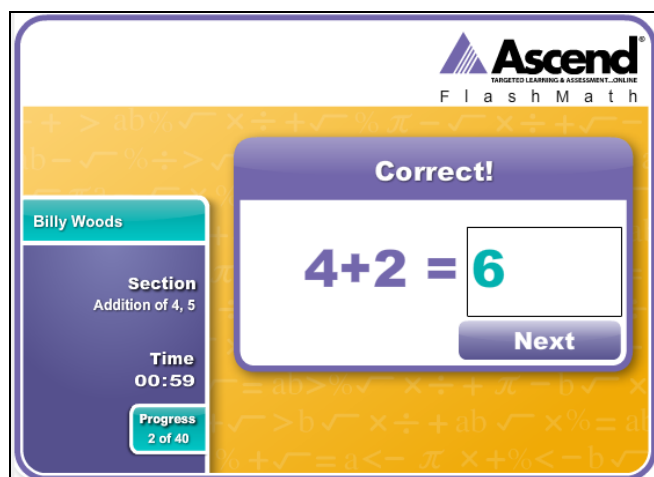 Ascend®
TARGETED LEARNING & ASSESSMENT...ONLINE
FlashMath
Correct!
4+2 = 6
Next
Billy Woods
Section
Addition of 4, 5
Time
00:59
Progress
2 of 40